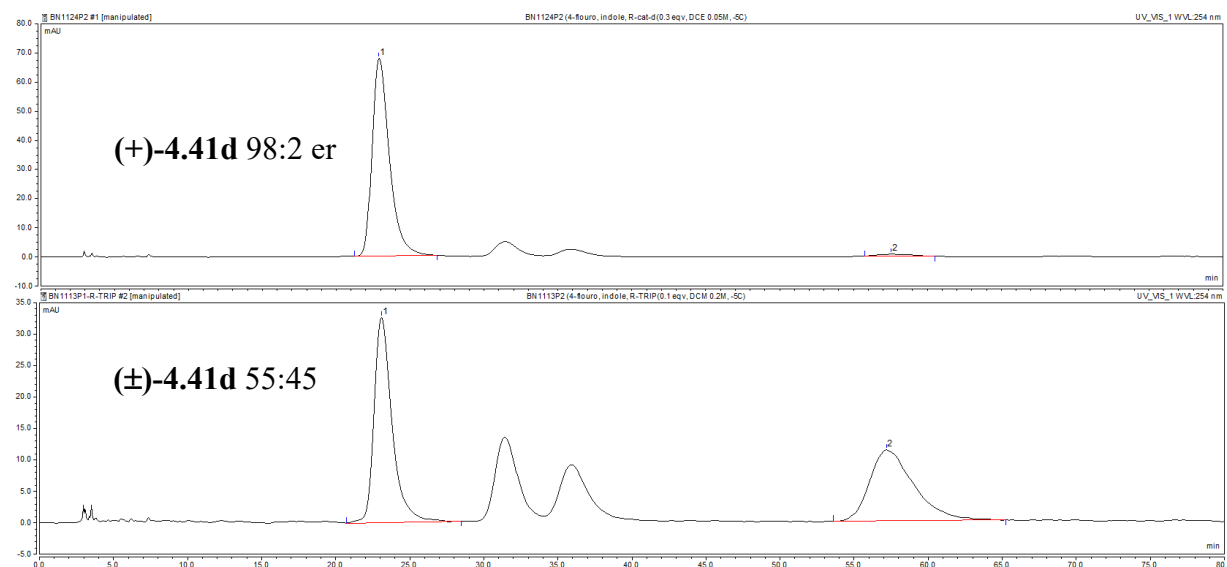 BN1124P2 #1 [manipulated] BN1124P2 (4-flouro, indole, R-cat-d(0.3 eqv, DCE 0.05M, -5C) UV_VIS_1 WVL:254 nm
80.0
mAU
70.0
60.0
50.0
40.0
30.0
20.0
10.0
0.0
-10.0
1
(+)-4.41d 98:2 er
2
min
BN1113P1-R-TRIP #2 [manipulated] BN1113P2 (4-flouro, indole, R-TRIP(0.1 eqv, DCM 0.2M, -5C) UV_VIS_1 WVL:254 nm
35.0
mAU
30.0
25.0
20.0
15.0
10.0
5.0
0.0
-5.0
1
(±)-4.41d 55:45
2
min
0.0 5.0 10.0 15.0 20.0 25.0 30.0 35.0 40.0 45.0 50.0 55.0 60.0 65.0 70.0 75.0 80.0